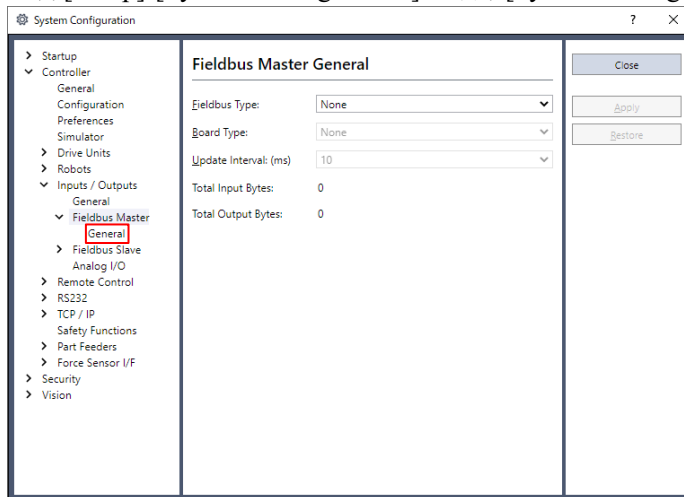 System Configuration
? ×
Startup
Controller
General
Configuration
Preferences
Simulator
Drive Units
Robots
Inputs / Outputs
General
Fieldbus Master
General
Fieldbus Slave
Analog I/O
Remote Control
RS232
TCP / IP
Safety Functions
Part Feeders
Force Sensor I/F
Security
Vision
Fieldbus Master General
Fieldbus Type: None
Board Type: None
Update Interval: (ms) 10
Total Input Bytes: 0
Total Output Bytes: 0
Close
Apply
Restore